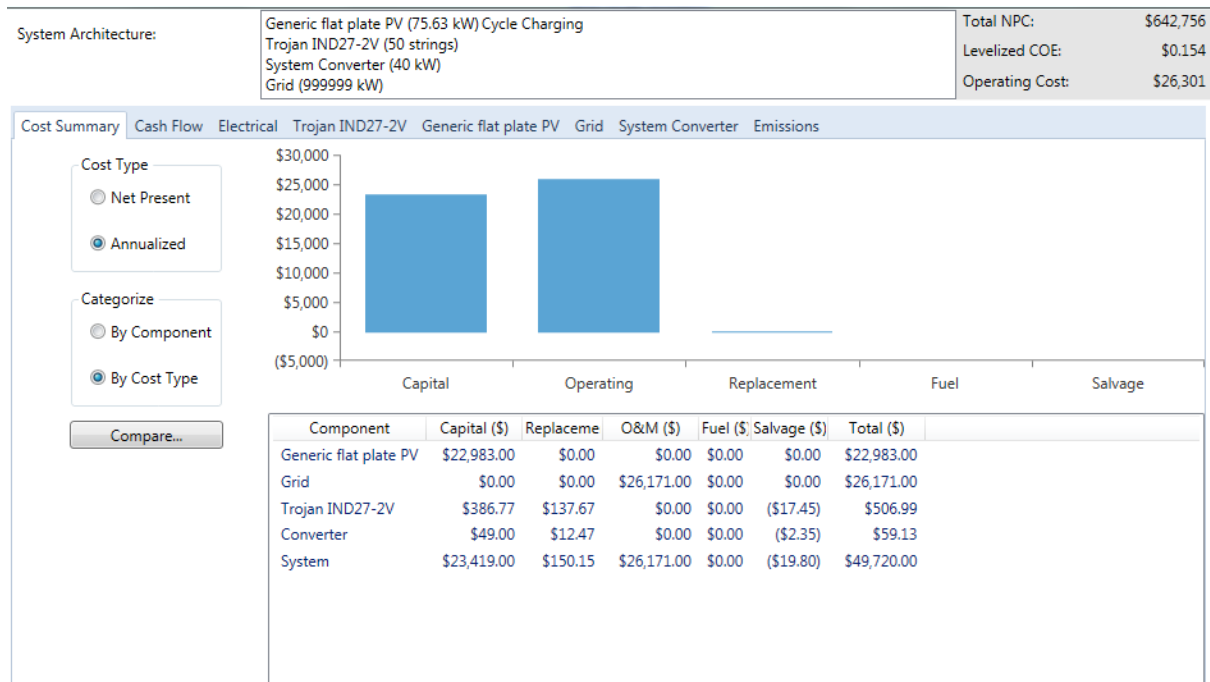 System Architecture:
Generic flat plate PV (75.63 kW) Cycle Charging
Trojan IND27-2V (50 strings)
System Converter (40 kW)
Grid (999999 kW)
Total NPC: $642,756
Levelized COE: $0.154
Operating Cost: $26,301
Cost Summary Cash Flow Electrical Trojan IND27-2V Generic flat plate PV Grid System Converter Emissions
Cost Type
Net Present
Annualized
Categorize
By Component
By Cost Type
Compare...
$30,000
$25,000
$20,000
$15,000
$10,000
$5,000
$0
($5,000)
Capital Operating Replacement Fuel Salvage
Component Capital ($) Replaceme O&M ($) Fuel ($ Salvage ($) Total ($)
Generic flat plate PV $22,983.00 $0.00 $0.00 $0.00 $0.00 $22,983.00
Grid $0.00 $0.00 $26,171.00 $0.00 $0.00 $26,171.00
Trojan IND27-2V $386.77 $137.67 $0.00 $0.00 ($17.45) $506.99
Converter $49.00 $12.47 $0.00 $0.00 ($2.35) $59.13
System $23,419.00 $150.15 $26,171.00 $0.00 ($19.80) $49,720.00